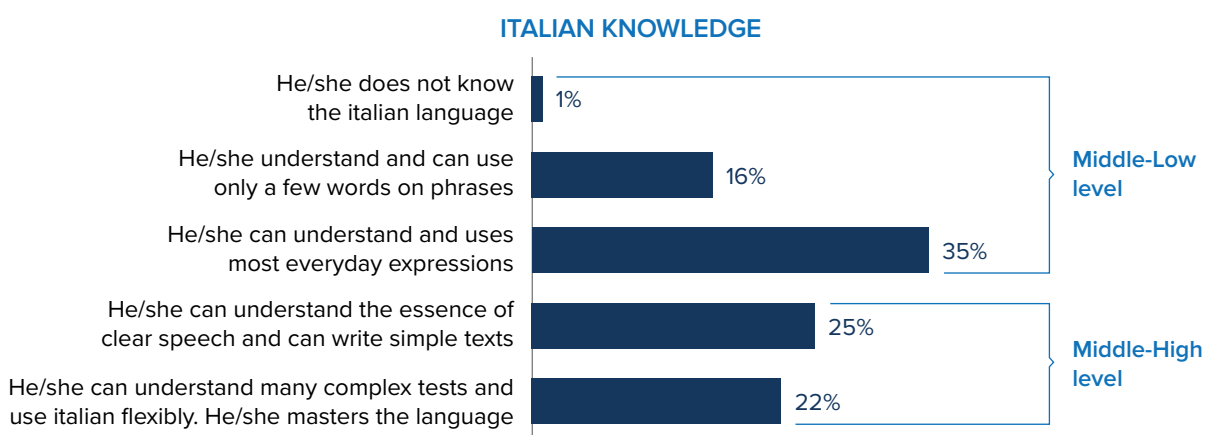 ITALIAN KNOWLEDGE
He/she does not know
the italian language
1%
He/she understand and can use
only a few words on phrases
16%
He/she can understand and uses
most everyday expressions
35%
Middle-Low
level
He/she can understand the essence of
clear speech and can write simple texts
25%
He/she can understand many complex tests and
use italian flexibly. He/she masters the language
22%
Middle-High
level